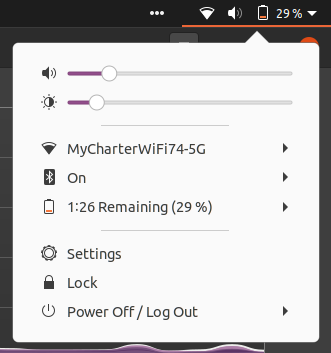 29 %
MyCharterWiFi74-5G
On
1:26 Remaining (29 %)
Settings
Lock
Power Off / Log Out